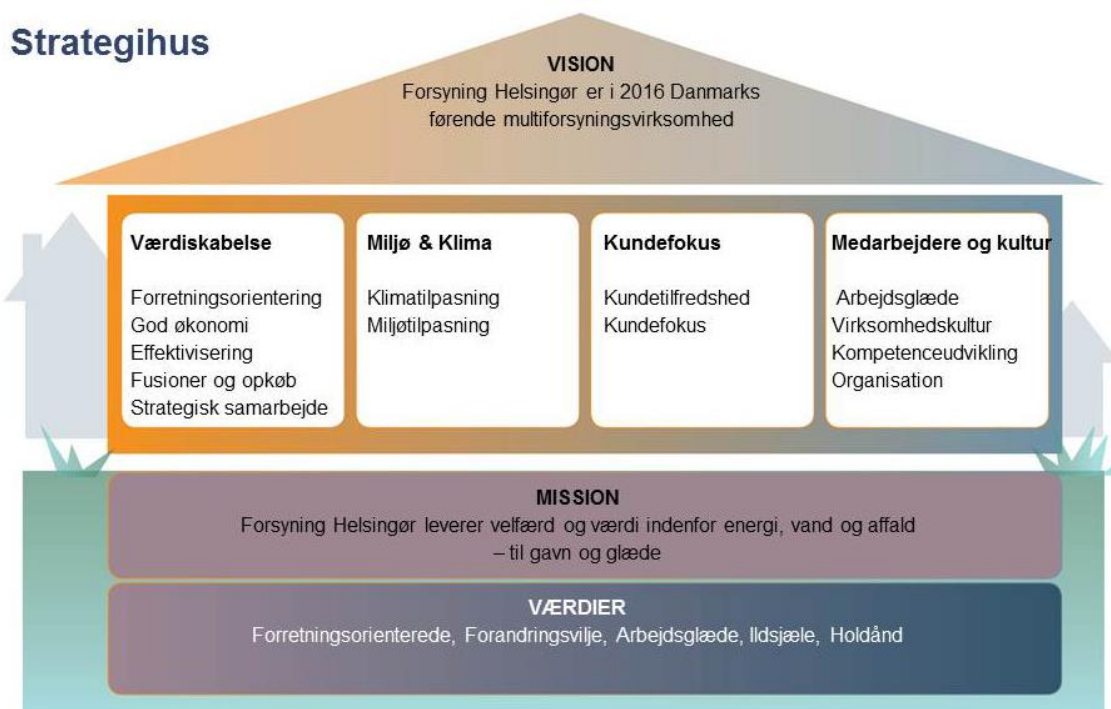 Strategihus
VISION
Forsyning Helsingør er i 2016 Danmarks
førende multiforsyningsvirksomhed
Værdiskabelse
Forretningsorientering
God økonomi
Effektivisering
Fusioner og opkøb
Strategisk samarbejde
Miljø & Klima
Klimatilpasning
Miljøtilpasning
Kundefokus
Kundetilfredshed
Kundefokus
Medarbejdere og kultur
Arbejdsglæde
Virksomhedskultur
Kompetenceudvikling
Organisation
MISSION
Forsyning Helsingør leverer velfærd og værdi indenfor energi, vand og affald
– til gavn og glæde
VÆRDIER
Forretningsorienterede, Forandringsvilje, Arbejdsglæde, Ildsjæle, Holdånd